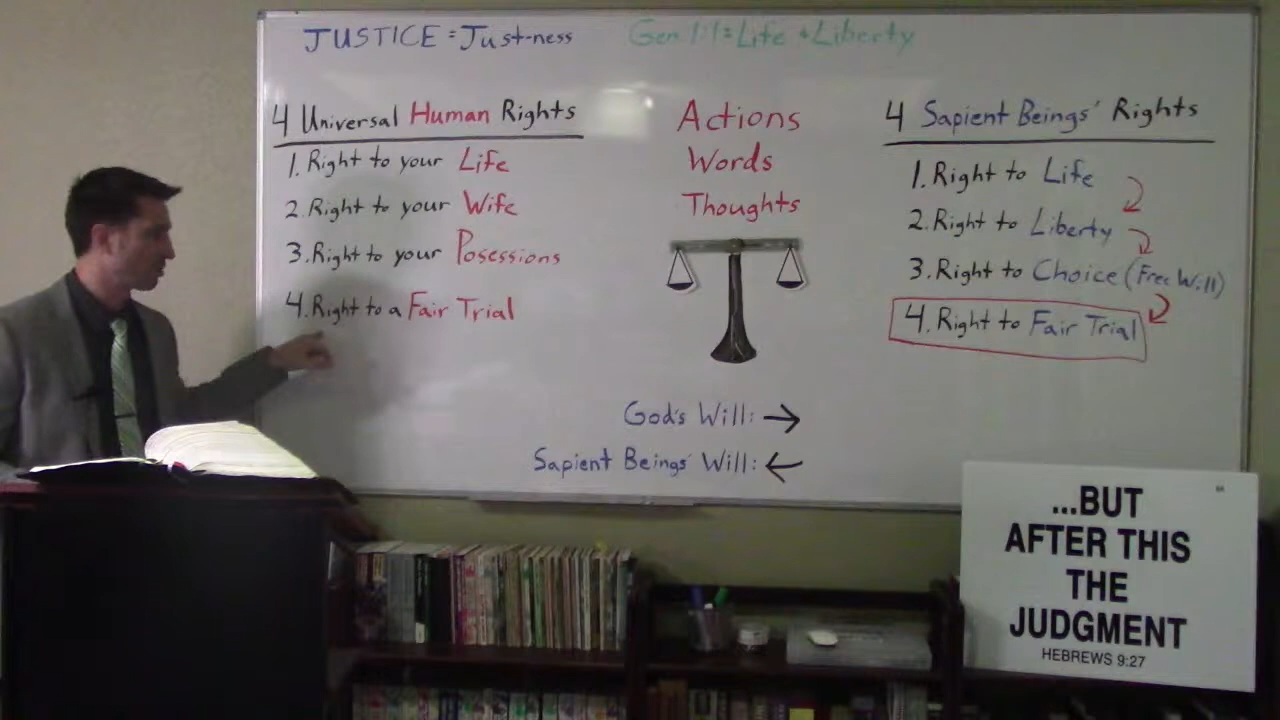 JUSTICE = Just-ness
Gen 1:1 = Life & Liberty
4 Universal Human Rights
1. Right to your Life
2. Right to your Wife
3. Right to your Posessions
4. Right to a Fair Trial
Actions
Words
Thoughts
God's Will: →
Sapient Beings' Will: ←
4 Sapient Beings' Rights
1. Right to Life
2. Right to Liberty
3. Right to Choice (Free Will)
4. Right to Fair Trial
...BUT
AFTER THIS
THE
JUDGMENT
HEBREWS 9:27